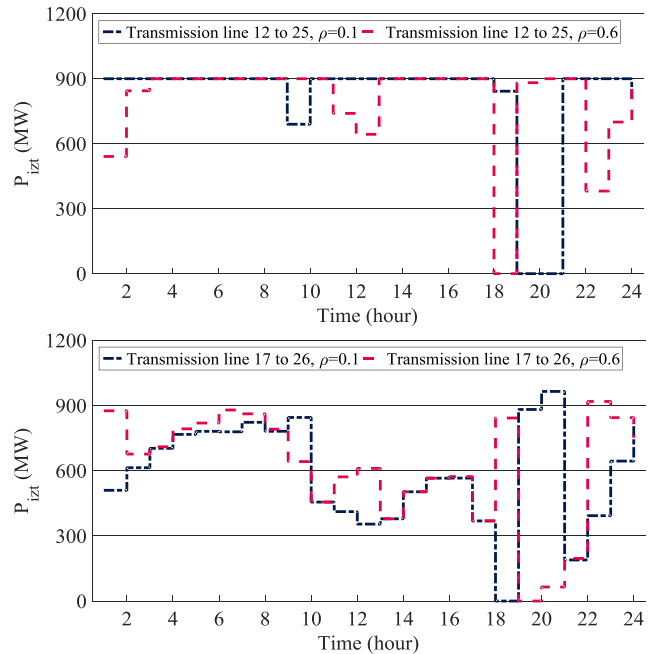 1200
Transmission line 12 to 25, ρ=0.1
Transmission line 12 to 25, ρ=0.6
900
600
300
0
P_izt (MW)
2 4 6 8 10 12 14 16 18 20 22 24
Time (hour)
1200
Transmission line 17 to 26, ρ=0.1
Transmission line 17 to 26, ρ=0.6
900
600
300
0
P_izt (MW)
2 4 6 8 10 12 14 16 18 20 22 24
Time (hour)